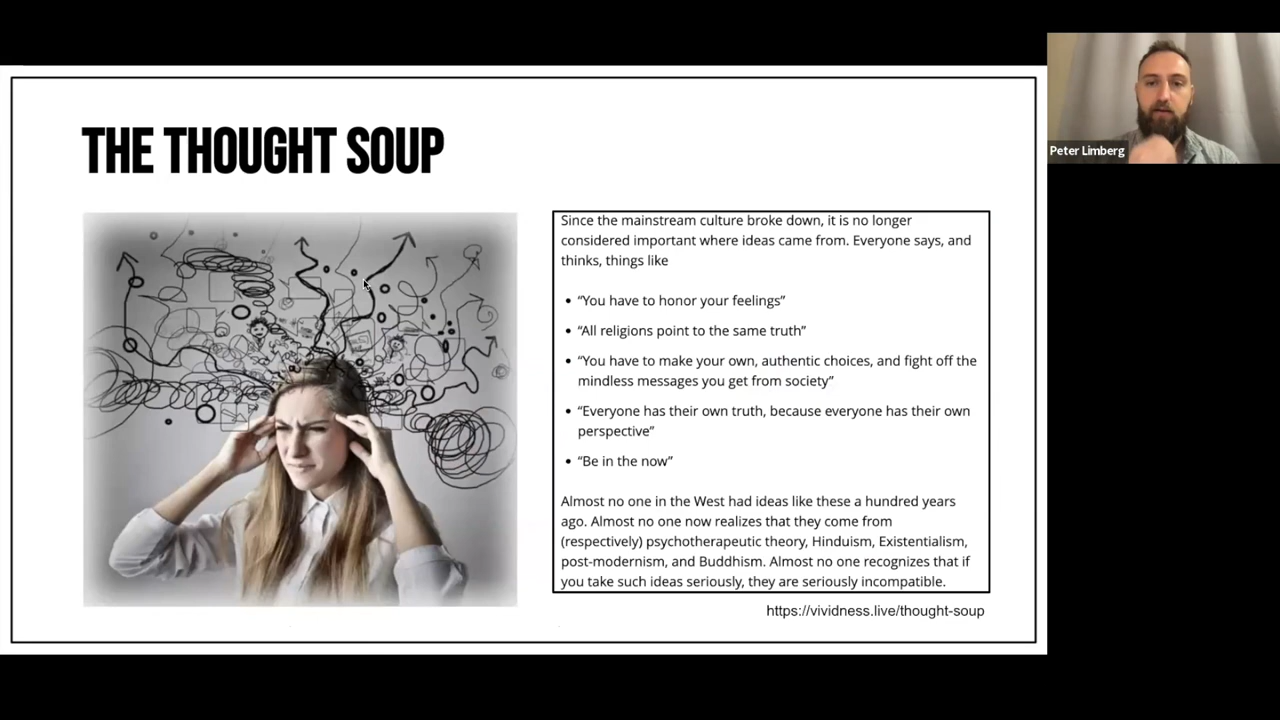 THE THOUGHT SOUP
Since the mainstream culture broke down, it is no longer
considered important where ideas came from. Everyone says, and
thinks, things like
• “You have to honor your feelings”
• “All religions point to the same truth”
• “You have to make your own, authentic choices, and fight off the
mindless messages you get from society”
• “Everyone has their own truth, because everyone has their own
perspective”
• “Be in the now”
Almost no one in the West had ideas like these a hundred years
ago. Almost no one now realizes that they come from
(respectively) psychotherapeutic theory, Hinduism, Existentialism,
post-modernism, and Buddhism. Almost no one recognizes that if
you take such ideas seriously, they are seriously incompatible.
https://vividness.live/thought-soup
Peter Limberg